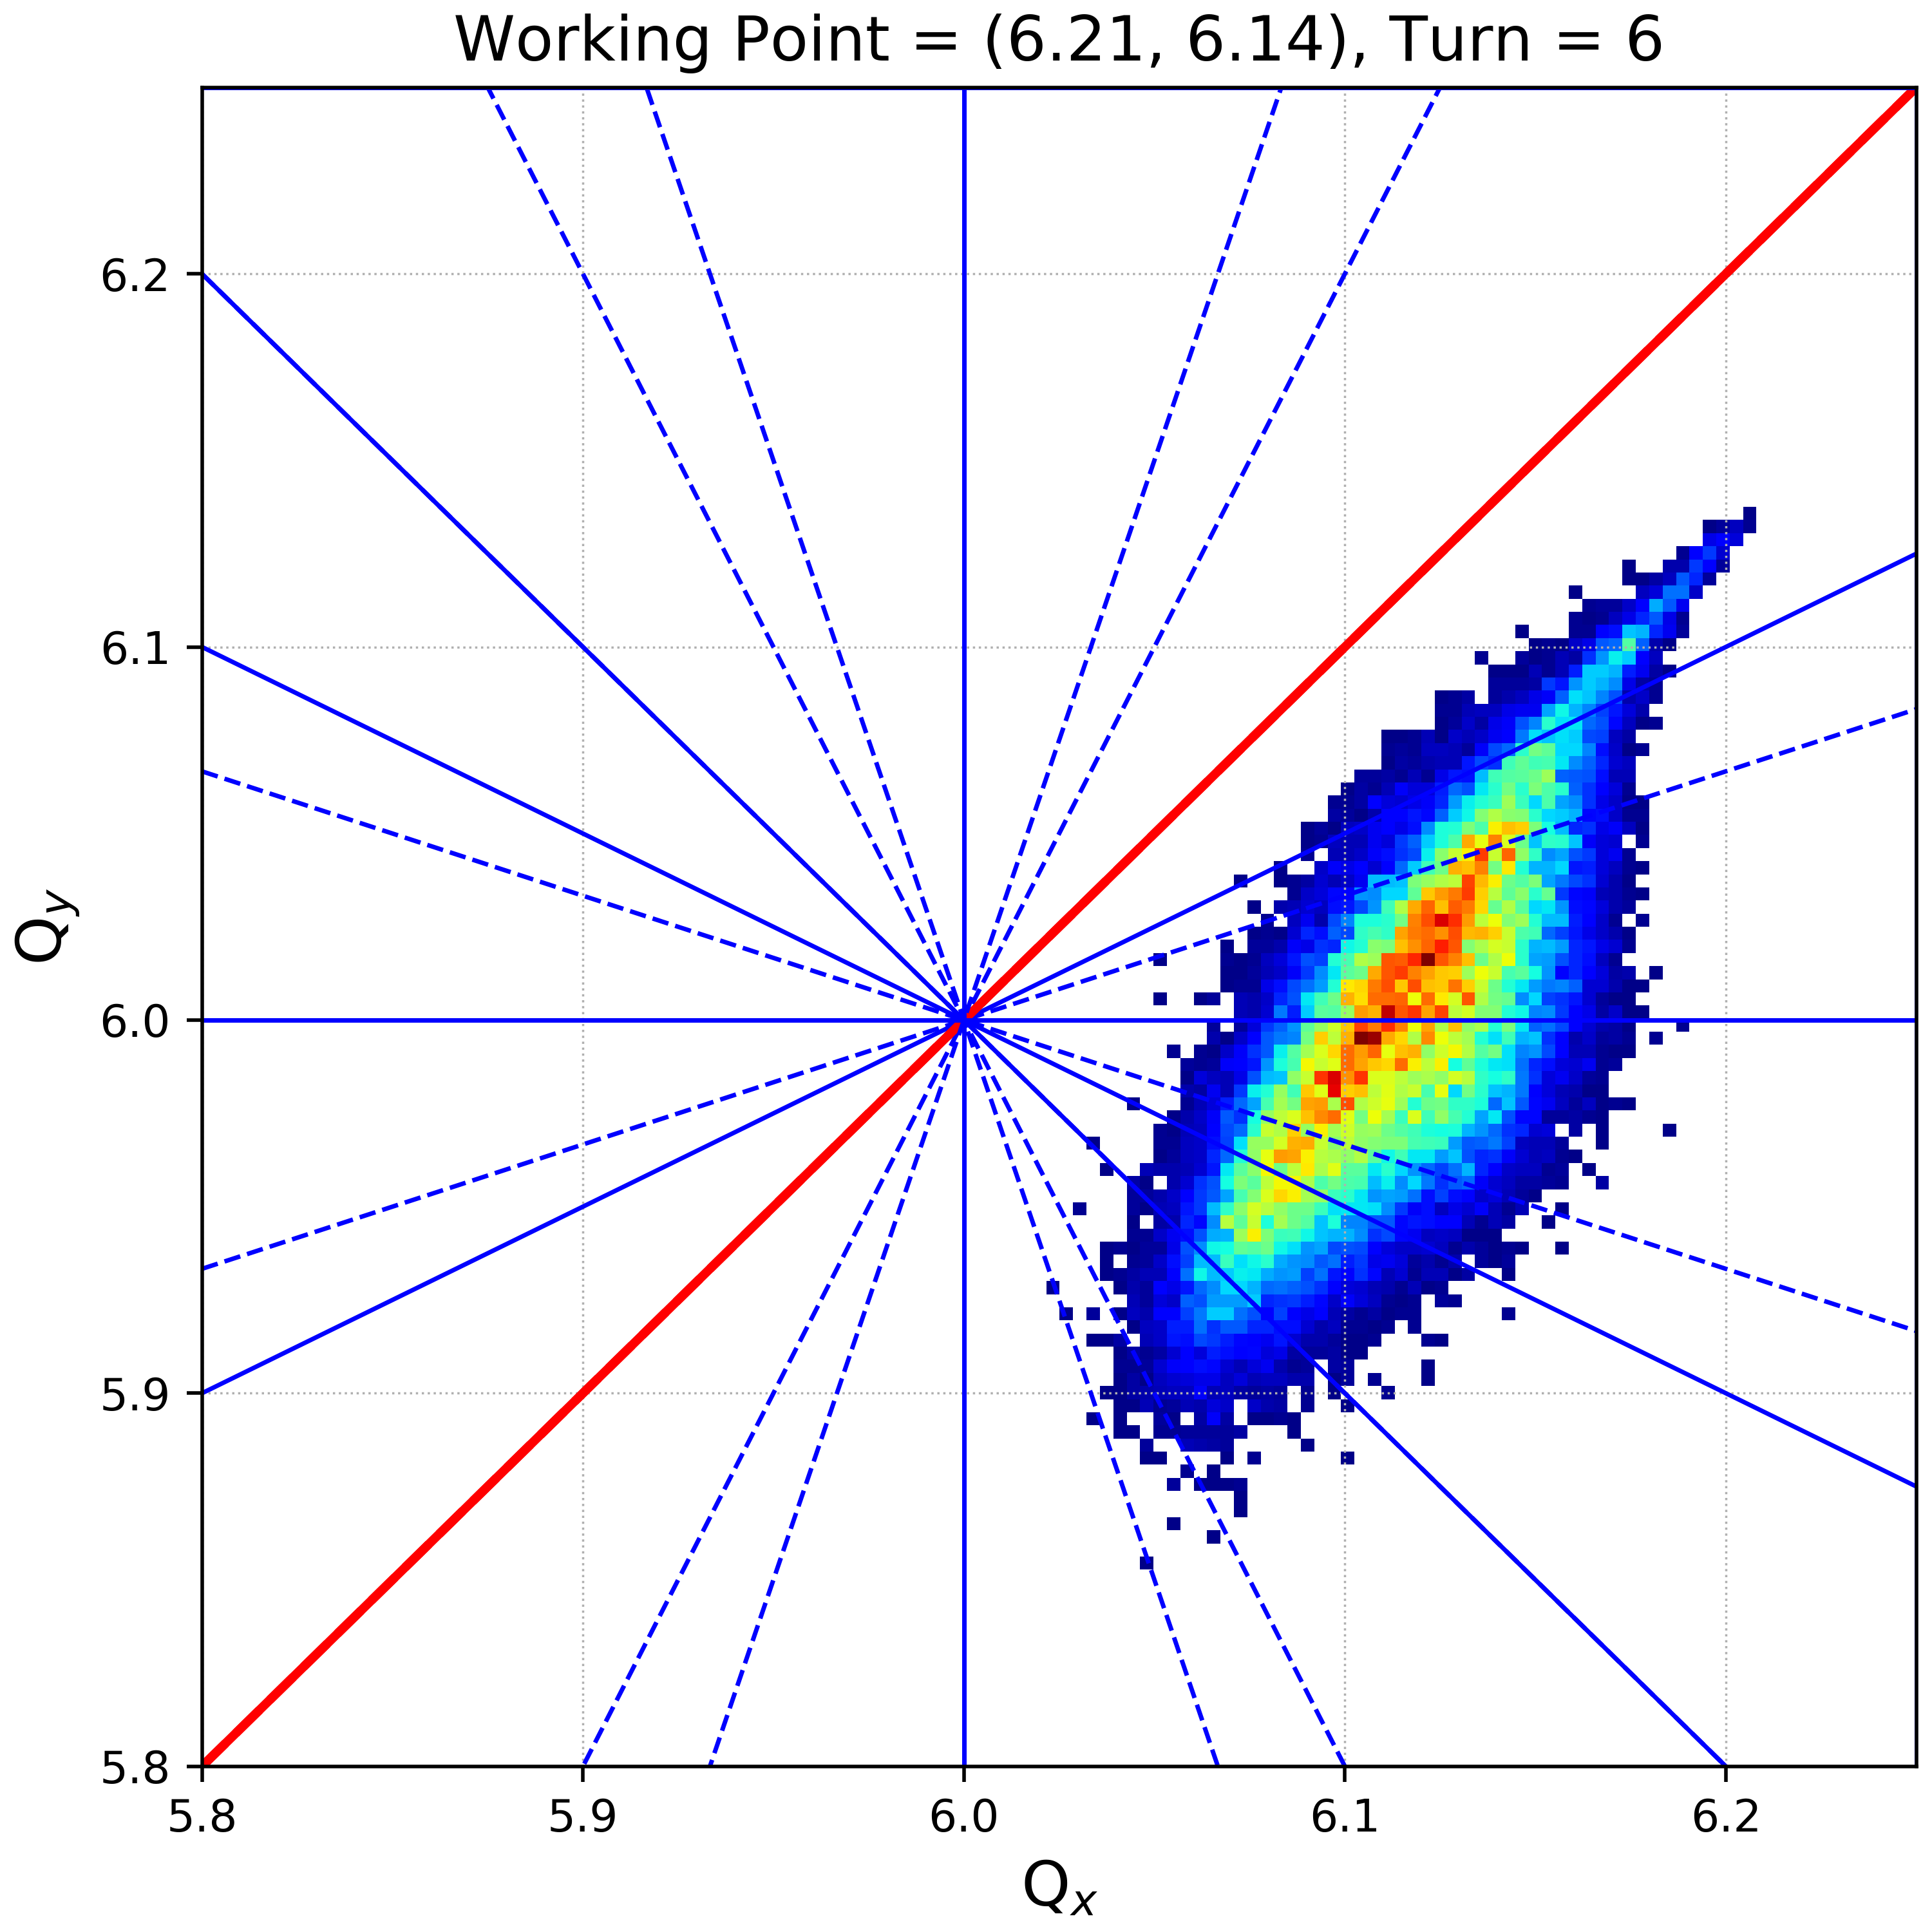 Working Point = (6.21, 6.14), Turn = 6
6.2
6.1
6.0
5.9
5.8
Qy
5.8 5.9 6.0 6.1 6.2
Qx